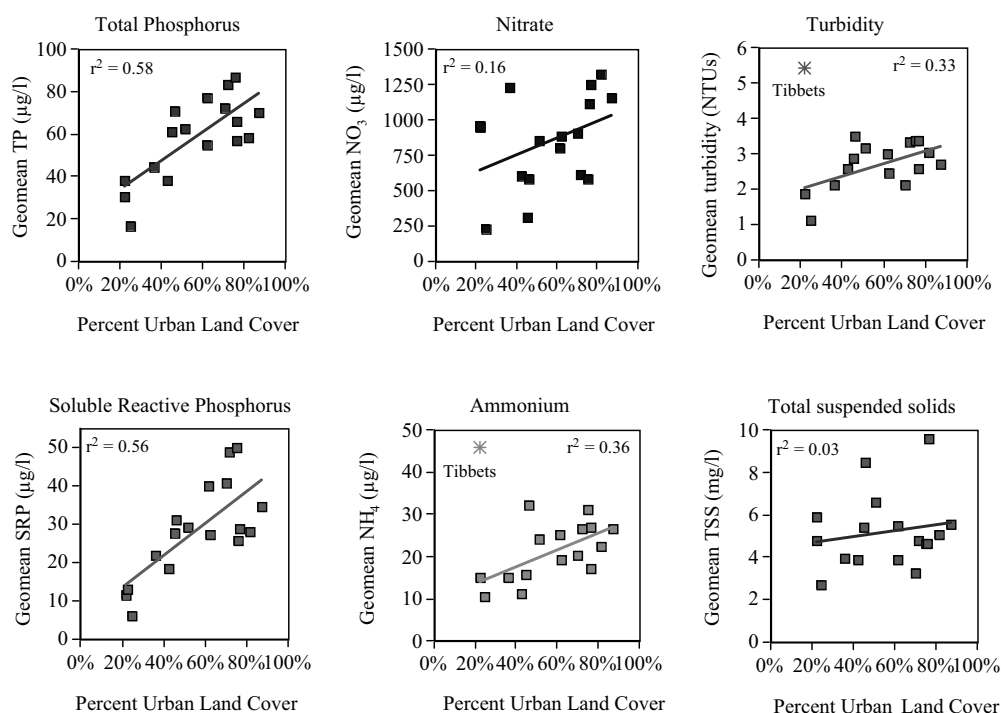 Total Phosphorus
r² = 0.58
Geomean TP (µg/l)
100
80
60
40
20
0
0% 20% 40% 60% 80% 100%
Percent Urban Land Cover
Nitrate
r² = 0.16
Geomean NO₃ (µg/l)
1500
1250
1000
750
500
250
0
0% 20% 40% 60% 80% 100%
Percent Urban Land Cover
Turbidity
r² = 0.33
Tibbets
Geomean turbidity (NTUs)
6
5
4
3
2
1
0
0% 20% 40% 60% 80% 100%
Percent Urban Land Cover
Soluble Reactive Phosphorus
r² = 0.56
Geomean SRP (µg/l)
50
40
30
20
10
0
0% 20% 40% 60% 80% 100%
Percent Urban Land Cover
Ammonium
r² = 0.36
Tibbets
Geomean NH₄ (µg/l)
50
40
30
20
10
0
0% 20% 40% 60% 80% 100%
Percent Urban Land Cover
Total suspended solids
r² = 0.03
Geomean TSS (mg/l)
10
8
6
4
2
0
0% 20% 40% 60% 80% 100%
Percent Urban Land Cover